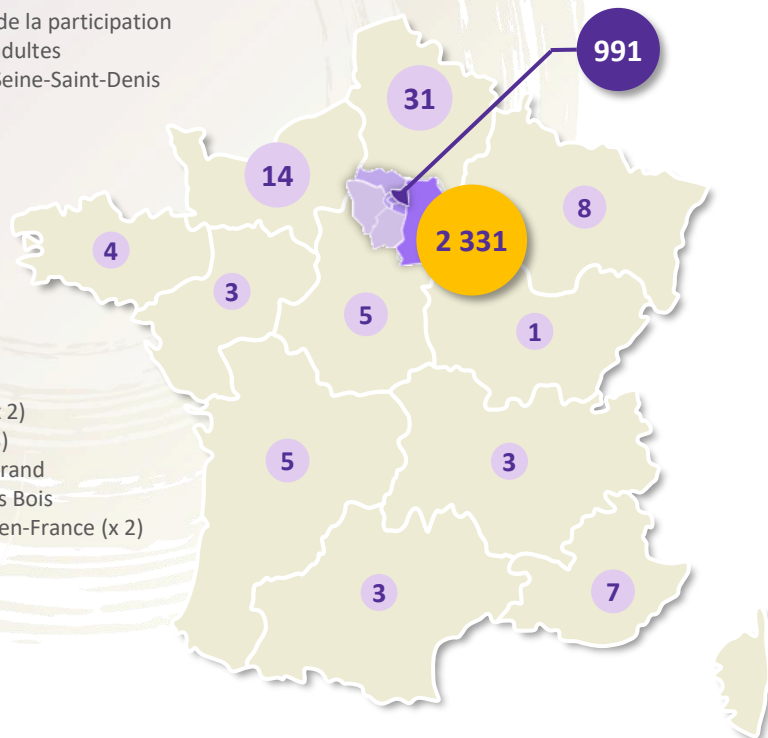 de la participation
dultes
Seine-Saint-Denis
991
31
14
8
2 331
4
3
5
1
2)
)
rand
s Bois
en-France (x 2)
5
3
3
7